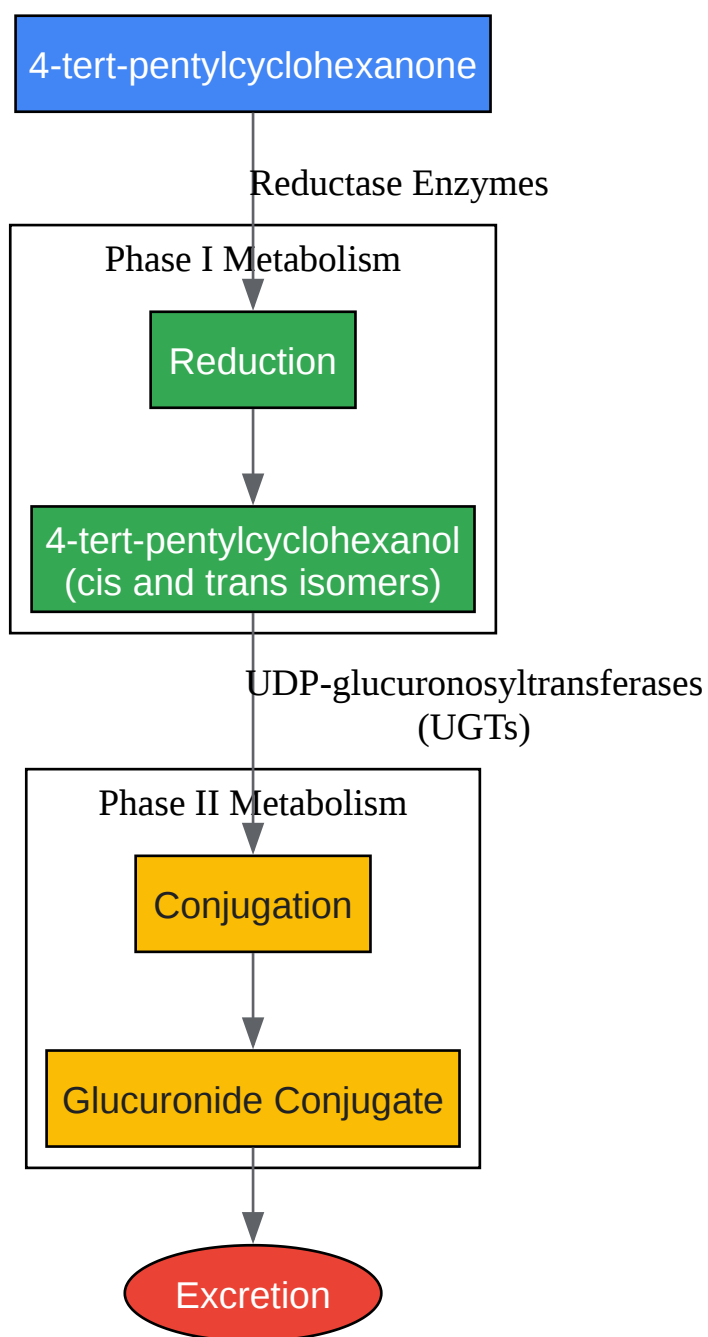 4-tert-pentylcyclohexanone
Reductase Enzymes
Phase I Metabolism
Reduction
4-tert-pentylcyclohexanol
(cis and trans isomers)
UDP-glucuronosyltransferases
(UGTs)
Phase II Metabolism
Conjugation
Glucuronide Conjugate
Excretion